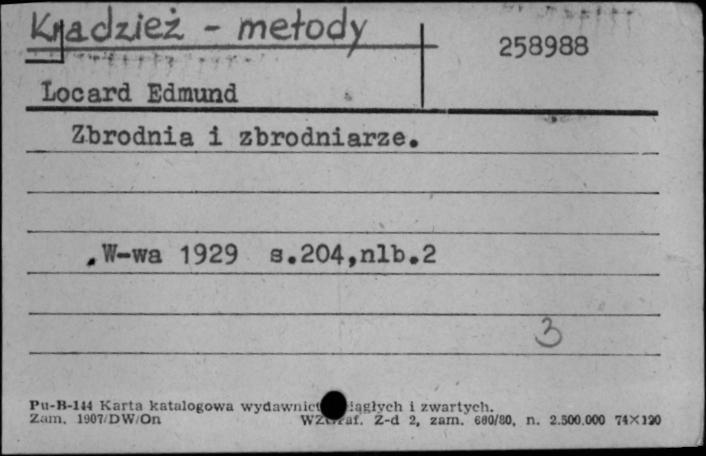 Kradzież - metody
258988
Locard Edmund
Zbrodnia i zbrodniarze.
W-wa 1929 s.204,nlb.2
3
Pu-B-144 Karta katalogowa wydawnict ciągłych i zwartych.
Zam. 1907/DW/On WZGraf. Z-d 2, zam. 660/80, n. 2.500.000 74×120